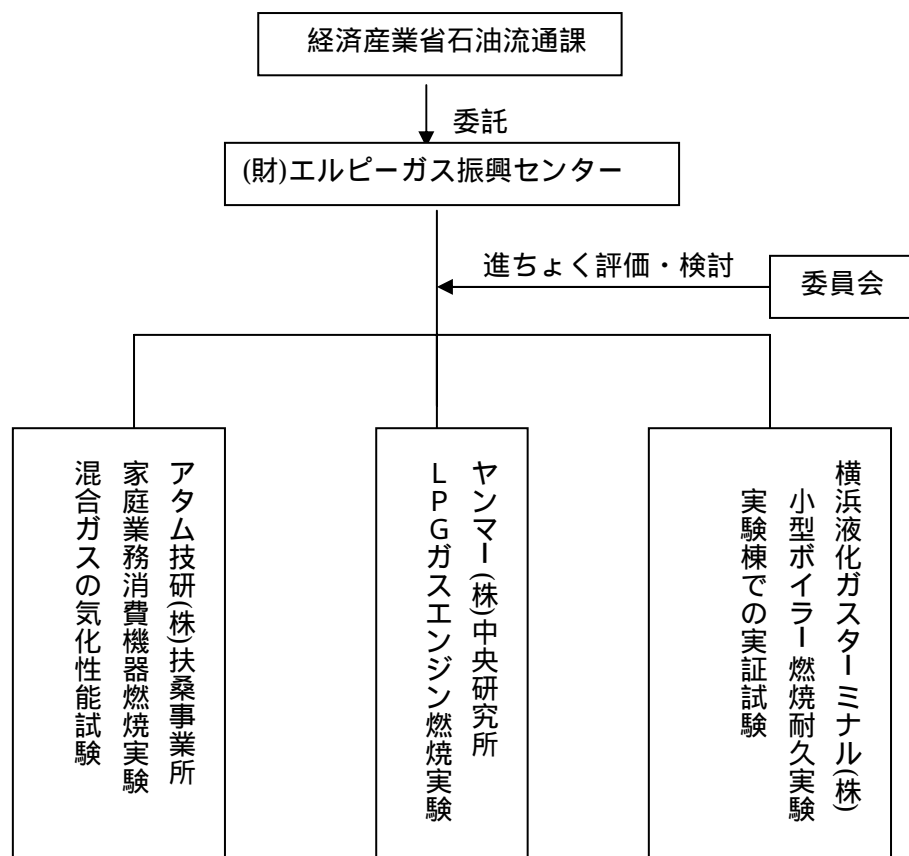 経済産業省石油流通課
委託
(財)エルピーガス振興センター
進ちょく評価・検討
委員会
アタム技研(株)扶桑事業所
家庭業務消費機器燃焼実験
混合ガスの気化性能試験
ヤンマー(株)中央研究所
ＬＰＧガスエンジン燃焼実験
横浜液化ガスターミナル(株)
小型ボイラー燃焼耐久実験
実験棟での実証試験